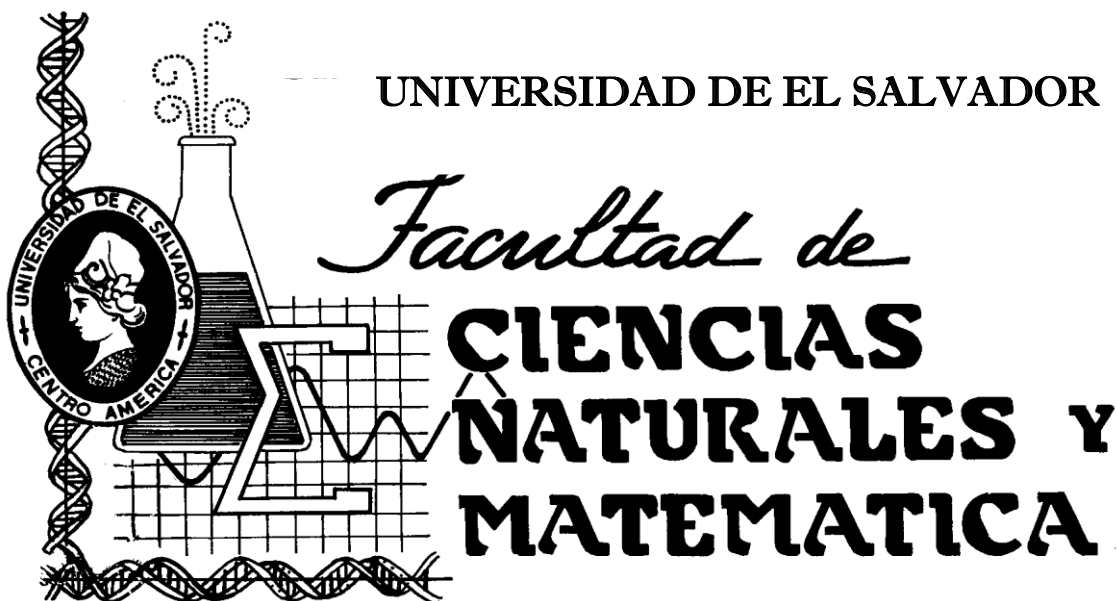 UNIVERSIDAD DE EL SALVADOR
Facultad de
CIENCIAS
NATURALES Y
MATEMATICA
UNIVERSIDAD DE EL SALVADOR
CENTRO AMERICA